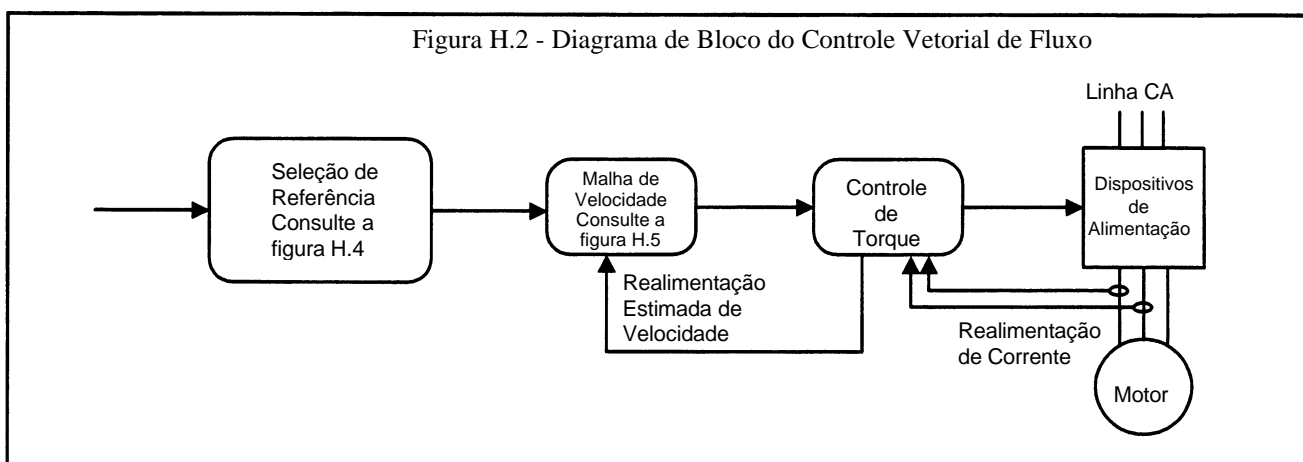 Figura H.2 - Diagrama de Bloco do Controle Vetorial de Fluxo
Linha CA
Seleção de
Referência
Consulte a
figura H.4
Malha de
Velocidade
Consulte a
figura H.5
Controle
de
Torque
Dispositivos
de
Alimentação
Realimentação
Estimada de
Velocidade
Realimentação
de Corrente
Motor